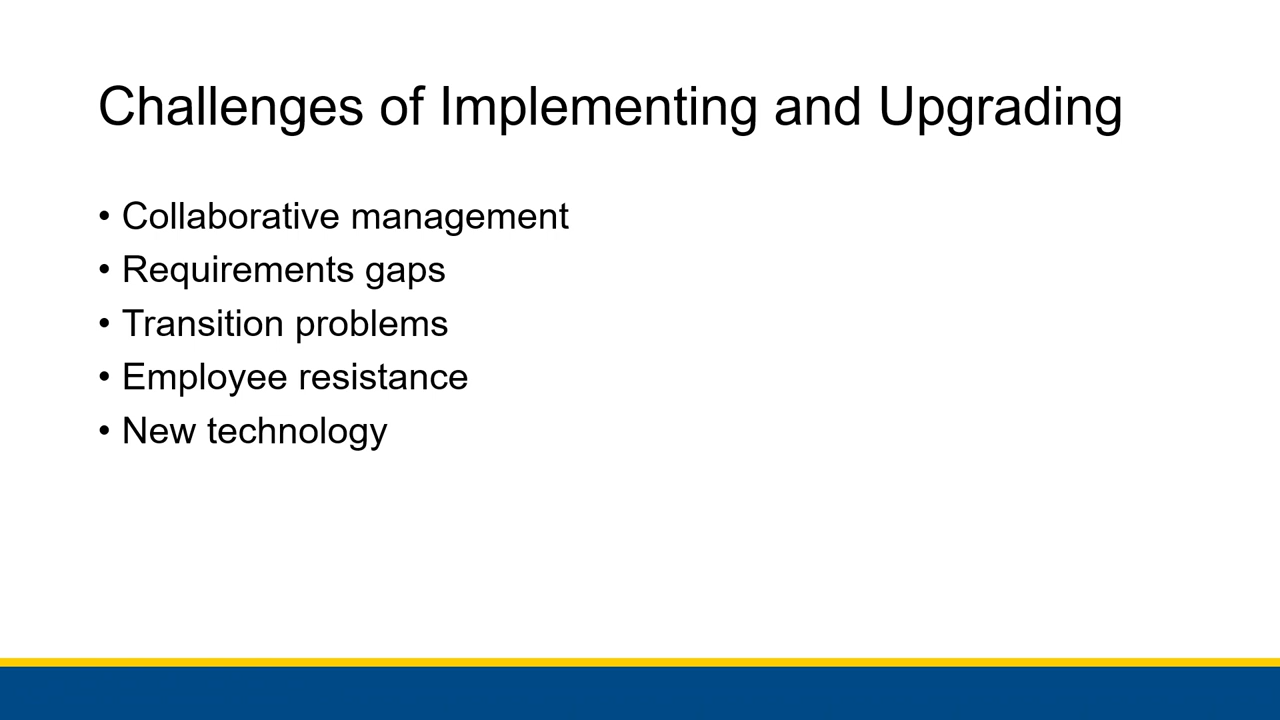 Challenges of Implementing and Upgrading
• Collaborative management
• Requirements gaps
• Transition problems
• Employee resistance
• New technology